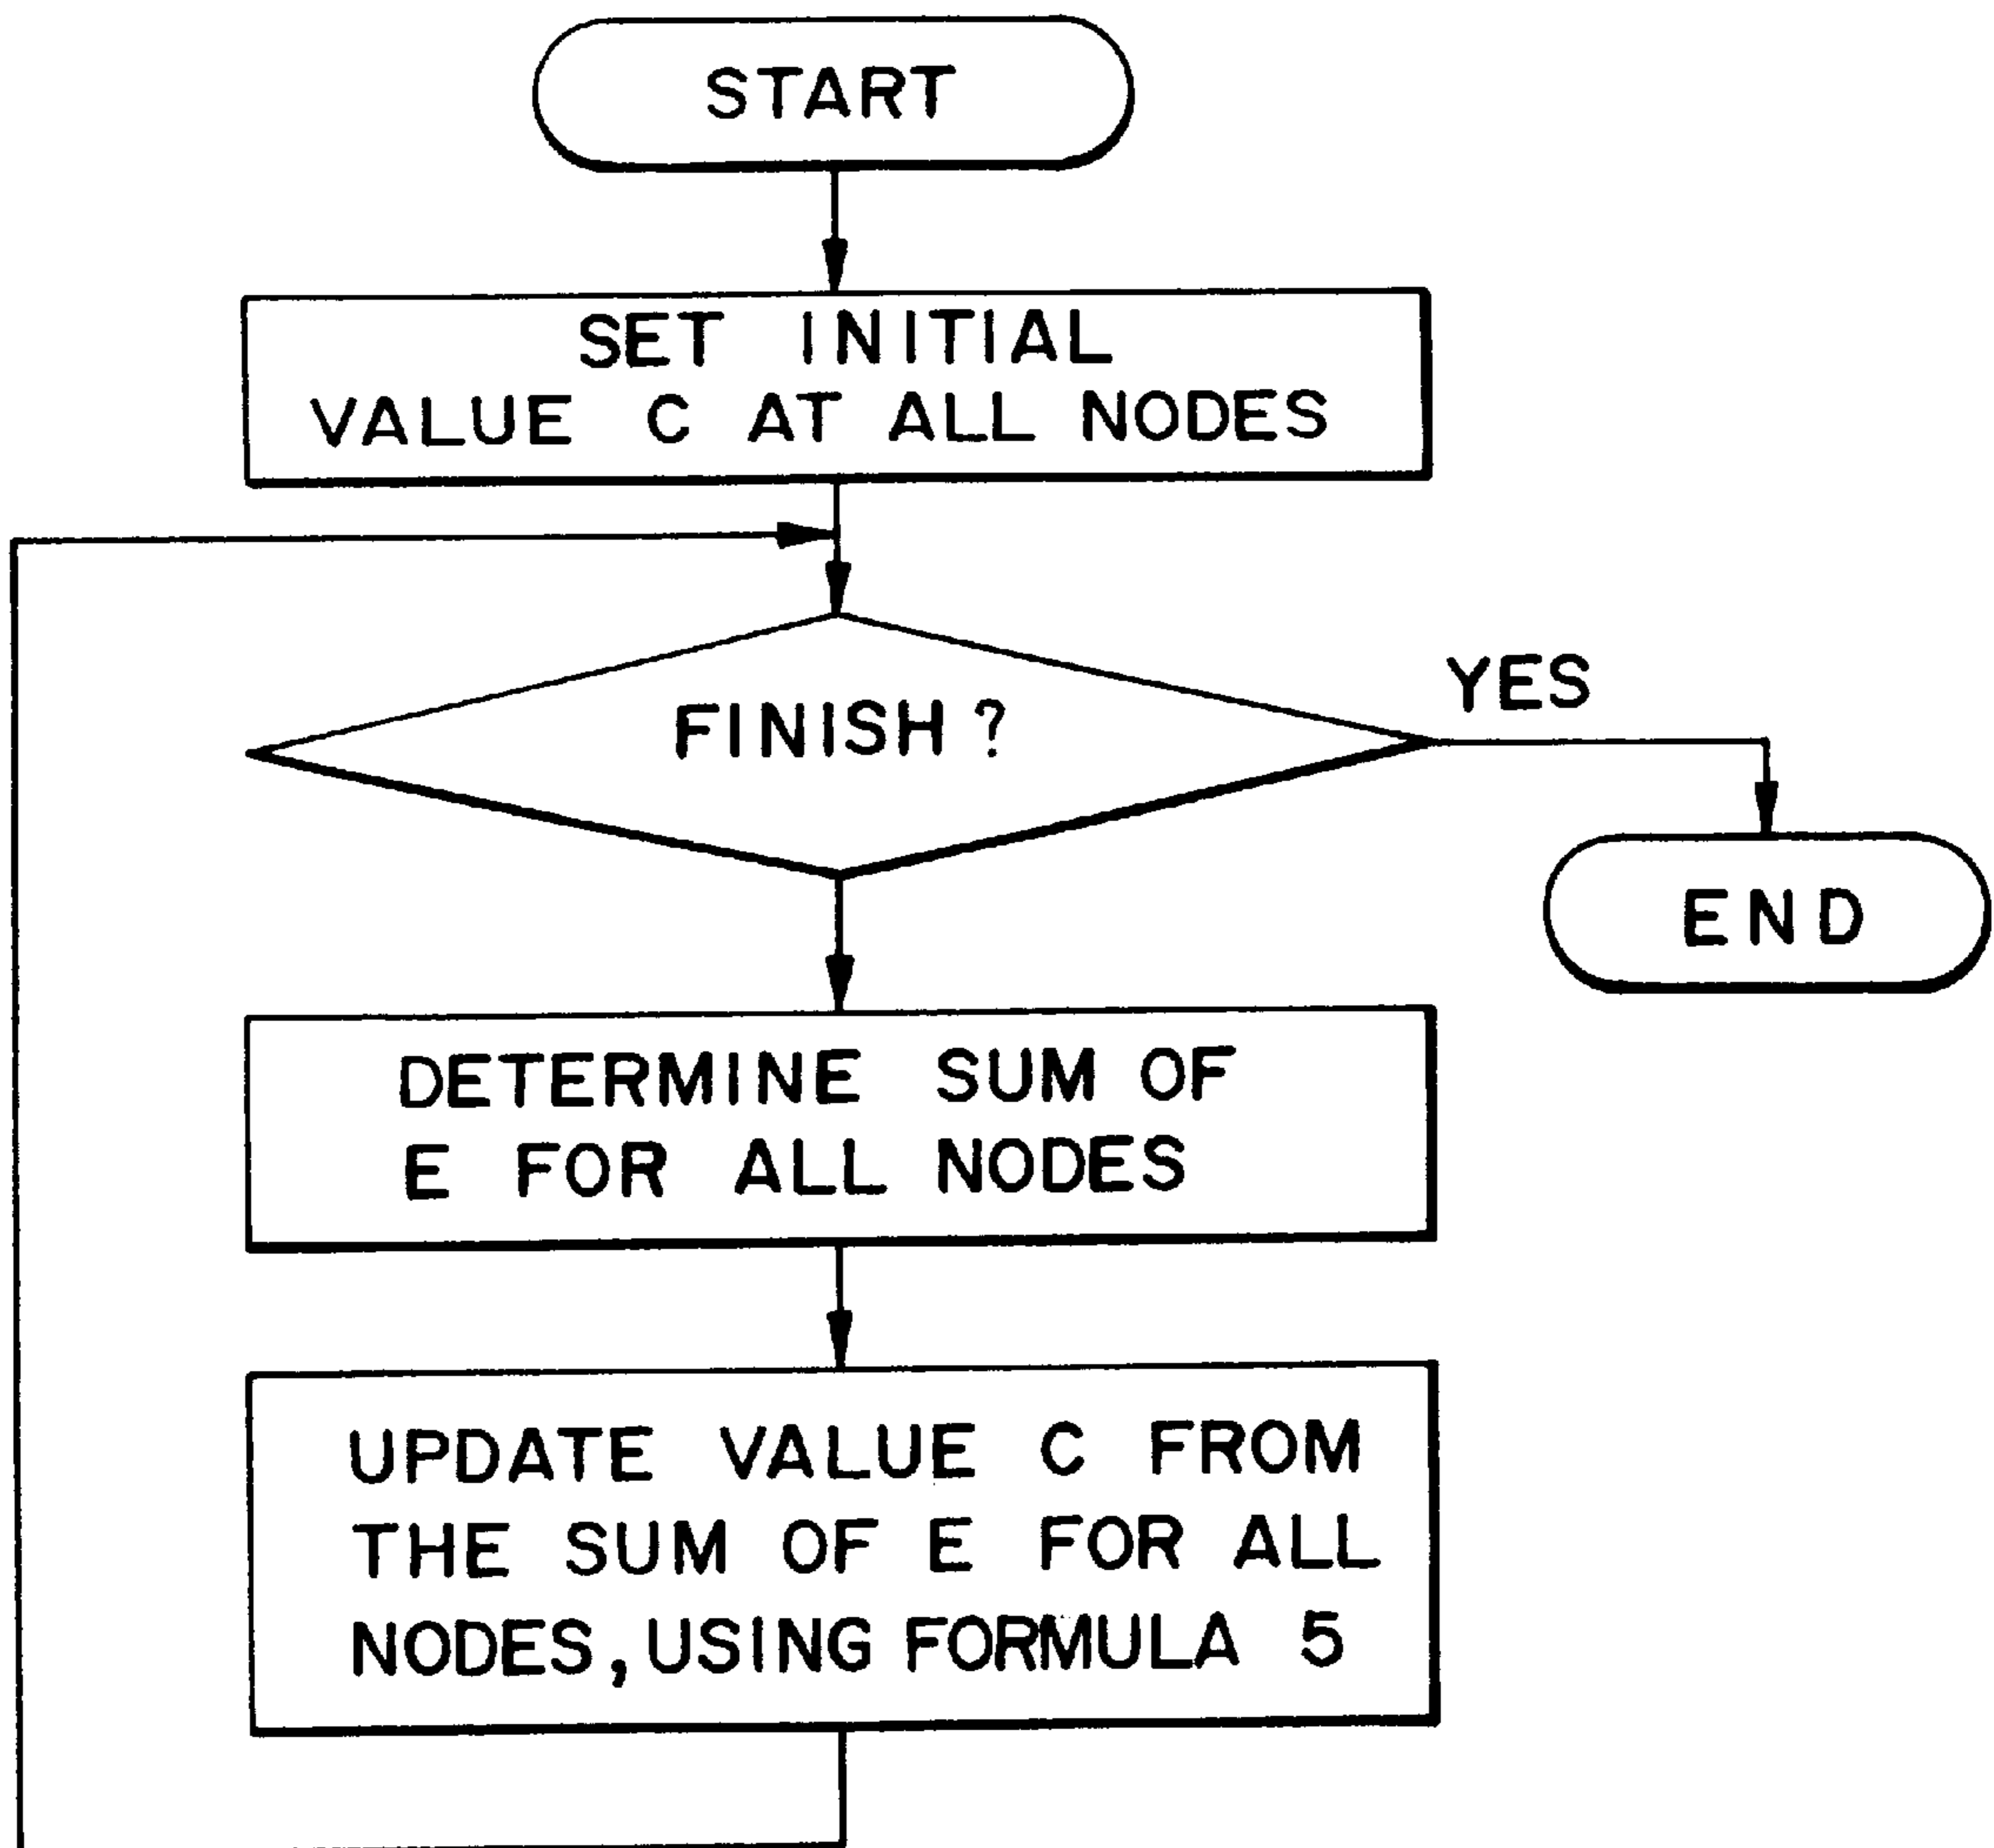 START
SET INITIAL
VALUE C AT ALL NODES
FINISH?
YES
END
DETERMINE SUM OF
E FOR ALL NODES
UPDATE VALUE C FROM
THE SUM OF E FOR ALL
NODES, USING FORMULA 5